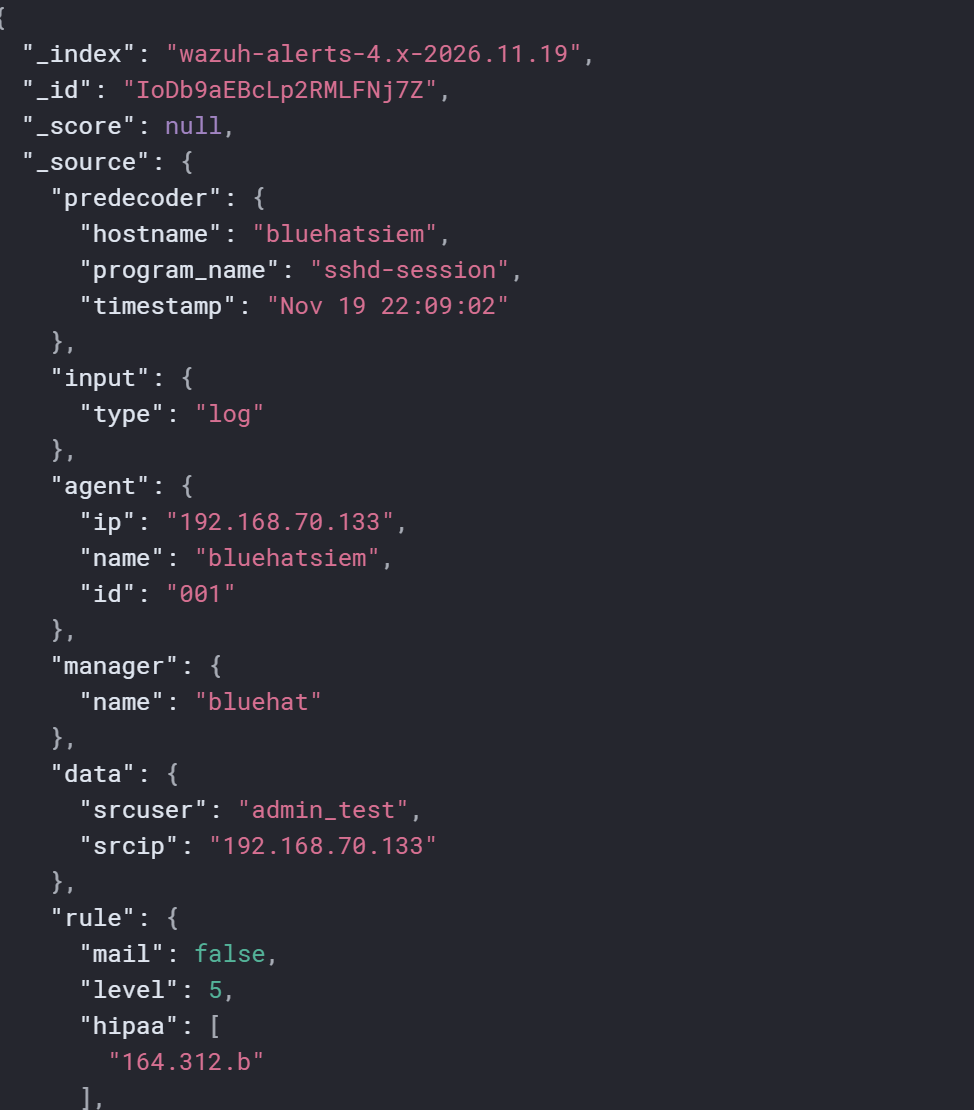 {
  "_index": "wazuh-alerts-4.x-2026.11.19",
  "_id": "IoDb9aEBcLp2RMLFNj7Z",
  "_score": null,
  "_source": {
    "predecoder": {
      "hostname": "bluehatsiem",
      "program_name": "sshd-session",
      "timestamp": "Nov 19 22:09:02"
    },
    "input": {
      "type": "log"
    },
    "agent": {
      "ip": "192.168.70.133",
      "name": "bluehatsiem",
      "id": "001"
    },
    "manager": {
      "name": "bluehat"
    },
    "data": {
      "srcuser": "admin_test",
      "srcip": "192.168.70.133"
    },
    "rule": {
      "mail": false,
      "level": 5,
      "hipaa": [
        "164.312.b"
      ],